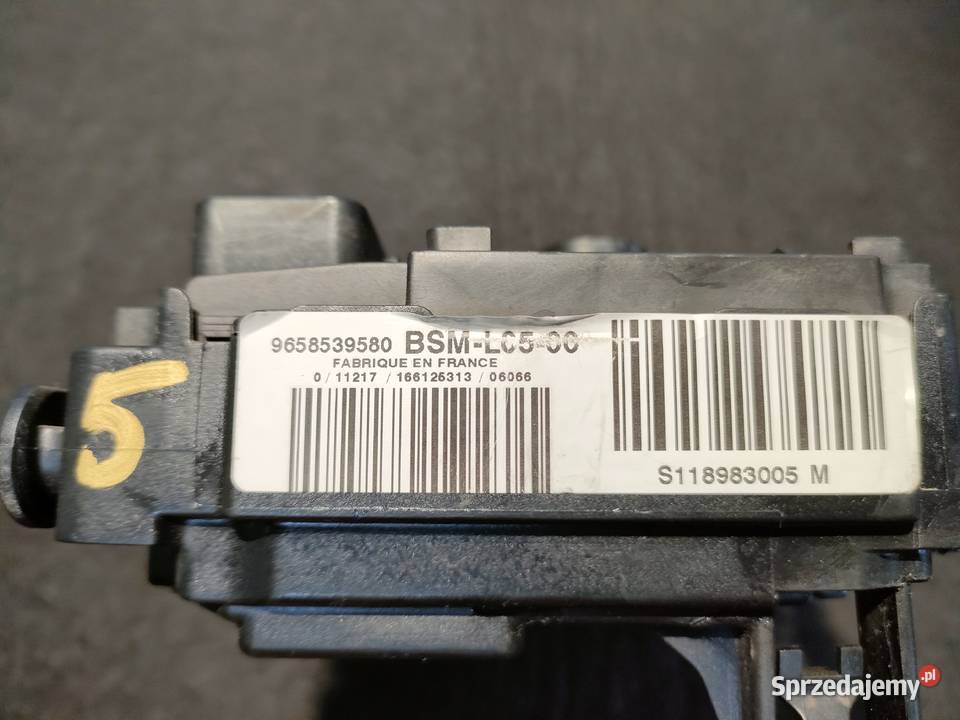 5
9658539580 BSM-L05-00
FABRIQUE EN FRANCE
0/11217/166125313/06066
S118983005 M
Sprzedajemy.pl